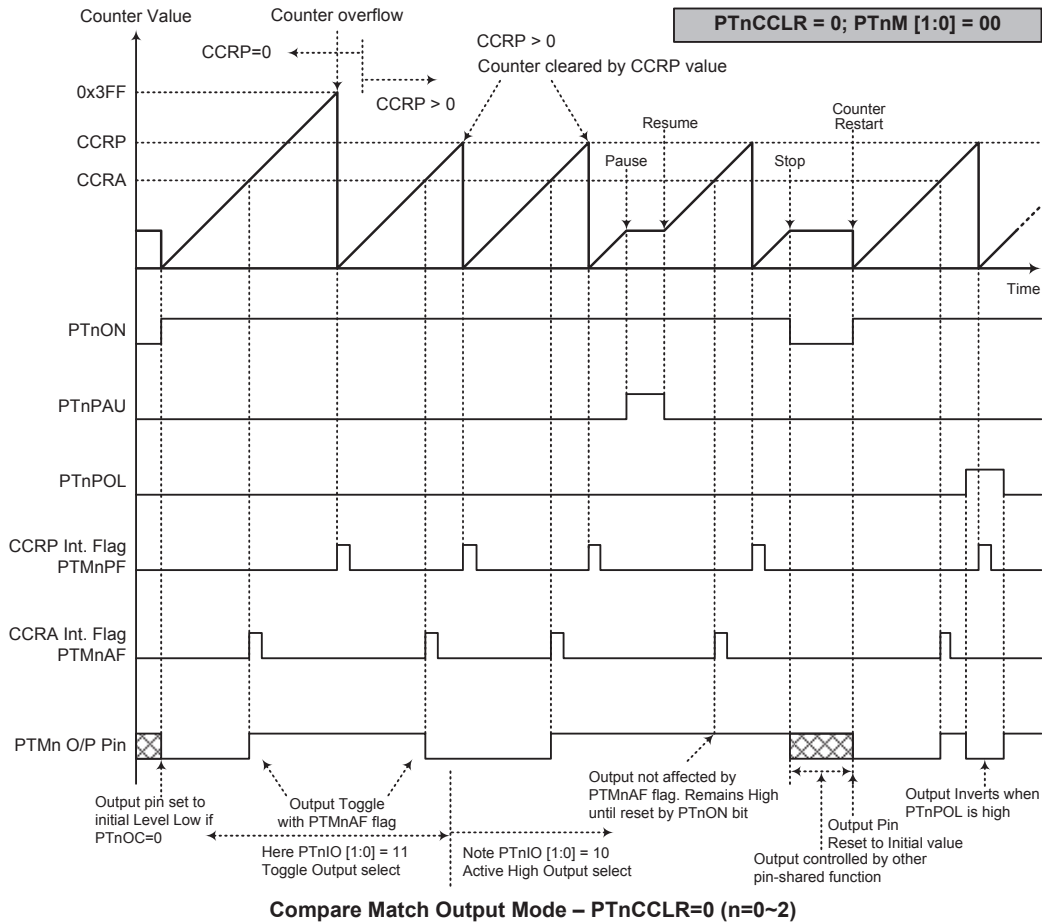 Counter Value
Counter overflow
PTnCCLR = 0; PTnM [1:0] = 00
CCRP=0
CCRP > 0
CCRP > 0
Counter cleared by CCRP value
0x3FF
CCRP
CCRA
Pause
Resume
Stop
Counter
Restart
Time
PTnON
PTnPAU
PTnPOL
CCRP Int. Flag
PTMnPF
CCRA Int. Flag
PTMnAF
PTMn O/P Pin
Output pin set to
initial Level Low if
PTnOC=0
Output Toggle
with PTMnAF flag
Here PTnIO [1:0] = 11
Toggle Output select
Note PTnIO [1:0] = 10
Active High Output select
Output not affected by
PTMnAF flag. Remains High
until reset by PTnON bit
Output Pin
Reset to Initial value
Output controlled by other
pin-shared function
Output Inverts when
PTnPOL is high
Compare Match Output Mode – PTnCCLR=0 (n=0~2)